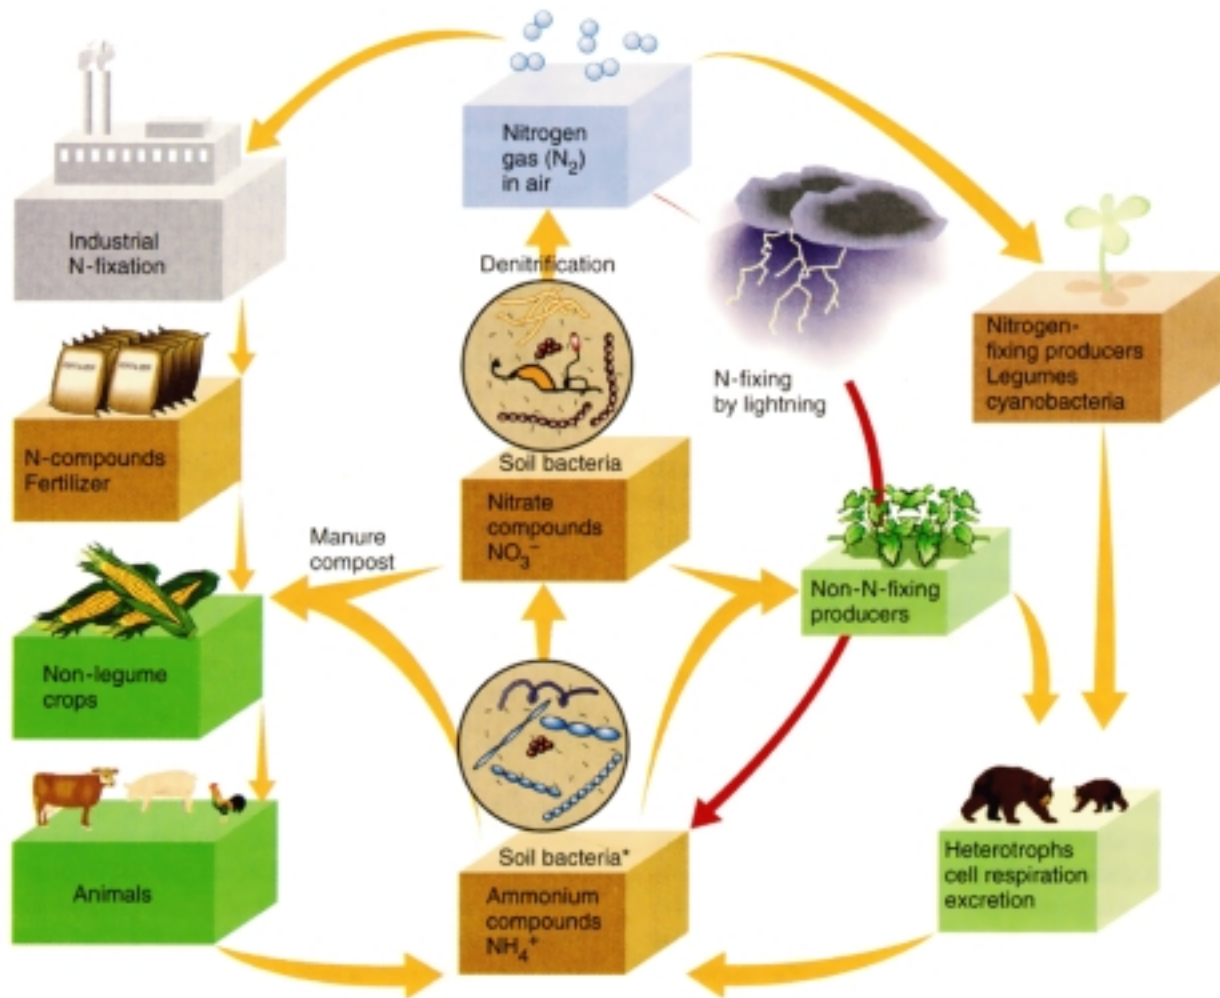 Nitrogen
gas (N₂)
in air
Industrial
N-fixation
Denitrification
Nitrogen-
fixing producers
Legumes
cyanobacteria
N-fixing
by lightning
N-compounds
Fertilizer
Soil bacteria
Nitrate
compounds
NO₃⁻
Manure
compost
Non-N-fixing
producers
Non-legume
crops
Soil bacteria*
Ammonium
compounds
NH₄⁺
Animals
Heterotrophs
cell respiration
excretion